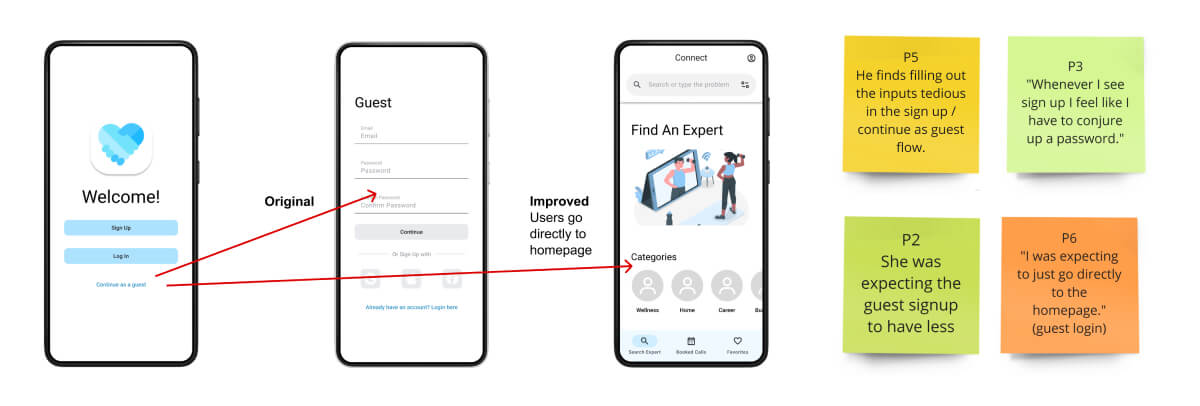 Welcome!
Sign Up
Log In
Continue as a guest
Original
Guest
Email
Email
Password
Password
Password
Confirm Password
Continue
Or Sign Up with
Already have an account? Login here
Improved
Users go
directly to
homepage
Connect
Search or type the problem
Find An Expert
Categories
Wellness
Home
Career
Bu
Search Expert
Booked Calls
Favorites
P5
He finds filling out
the inputs tedious
in the sign up /
continue as guest
flow.
P3
"Whenever I see
sign up I feel like I
have to conjure
up a password."
P2
She was
expecting the
guest signup
to have less
P6
"I was expecting
to just go directly
to the
homepage."
(guest login)